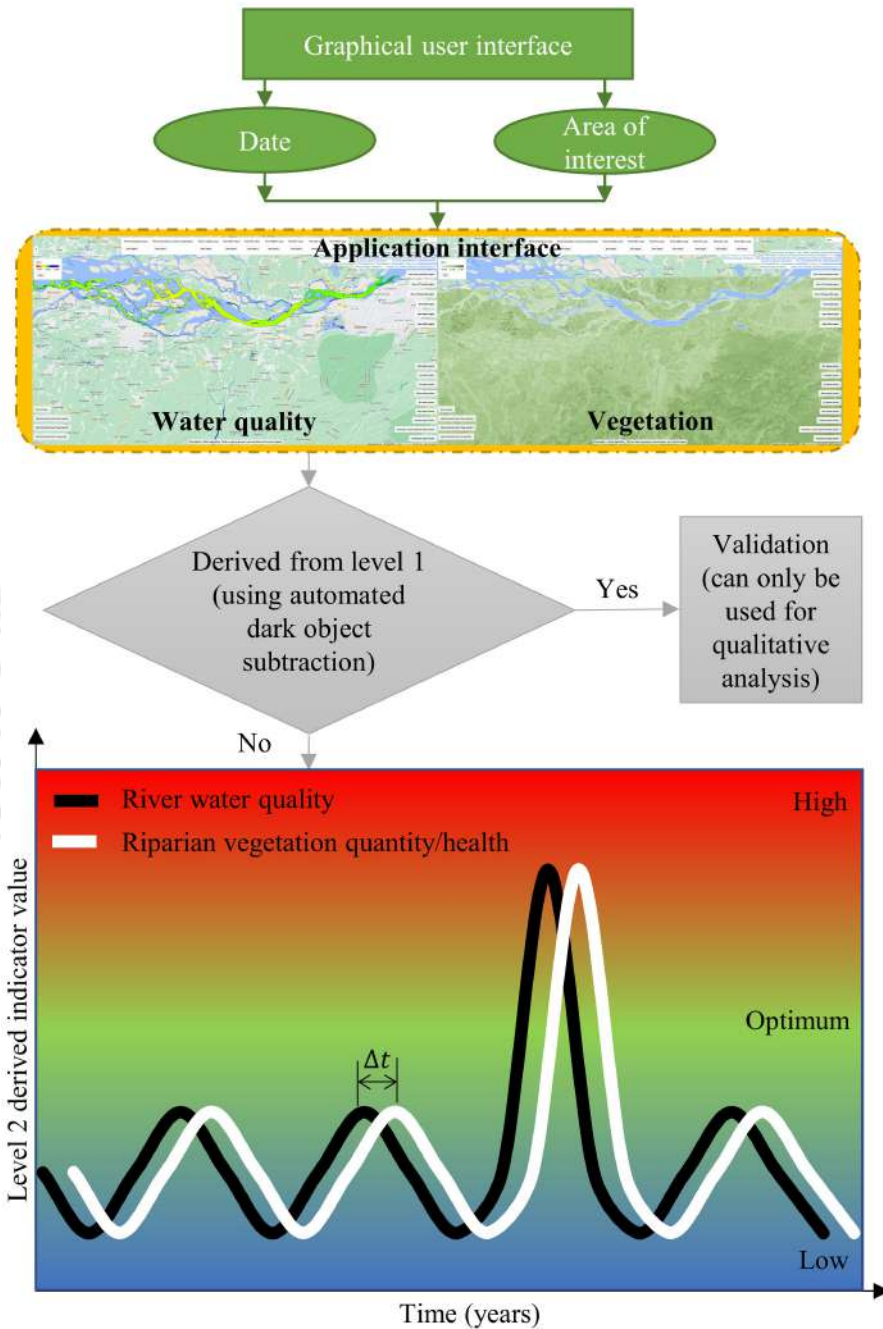 Graphical user interface
Date
Area of
interest
Application interface
Water quality
Vegetation
Derived from level 1
(using automated
dark object
subtraction)
Yes
Validation
(can only be
used for
qualitative
analysis)
No
River water quality
High
Riparian vegetation quantity/health
Optimum
Δt
Low
Level 2 derived indicator value
Time (years)